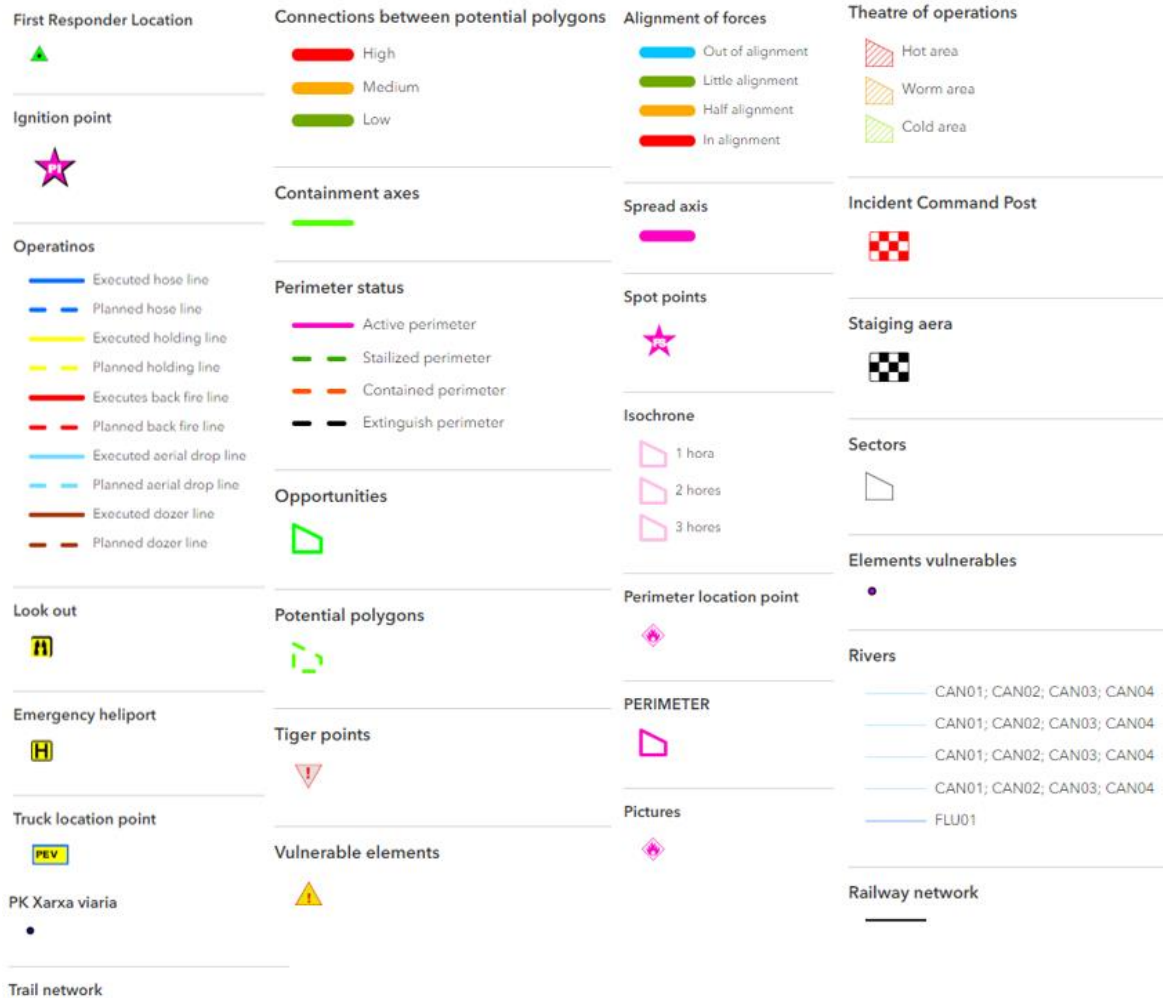 First Responder Location
Ignition point
PI
Operatinos
Executed hose line
Planned hose line
Executed holding line
Planned holding line
Executes back fire line
Planned back fire line
Executed aerial drop line
Planned aerial drop line
Executed dozer line
Planned dozer line
Look out
Emergency heliport
H
Truck location point
PEV
PK Xarxa viaria
Trail network
Connections between potential polygons
High
Medium
Low
Containment axes
Perimeter status
Active perimeter
Stailized perimeter
Contained perimeter
Extinguish perimeter
Opportunities
Potential polygons
Tiger points
!
Vulnerable elements
!
Alignment of forces
Out of alignment
Little alignment
Half alignment
In alignment
Spread axis
Spot points
PS
Isochrone
1 hora
2 hores
3 hores
Perimeter location point
PERIMETER
Pictures
Theatre of operations
Hot area
Worm area
Cold area
Incident Command Post
Staiging aera
Sectors
Elements vulnerables
Rivers
CAN01; CAN02; CAN03; CAN04
CAN01; CAN02; CAN03; CAN04
CAN01; CAN02; CAN03; CAN04
CAN01; CAN02; CAN03; CAN04
FLU01
Railway network